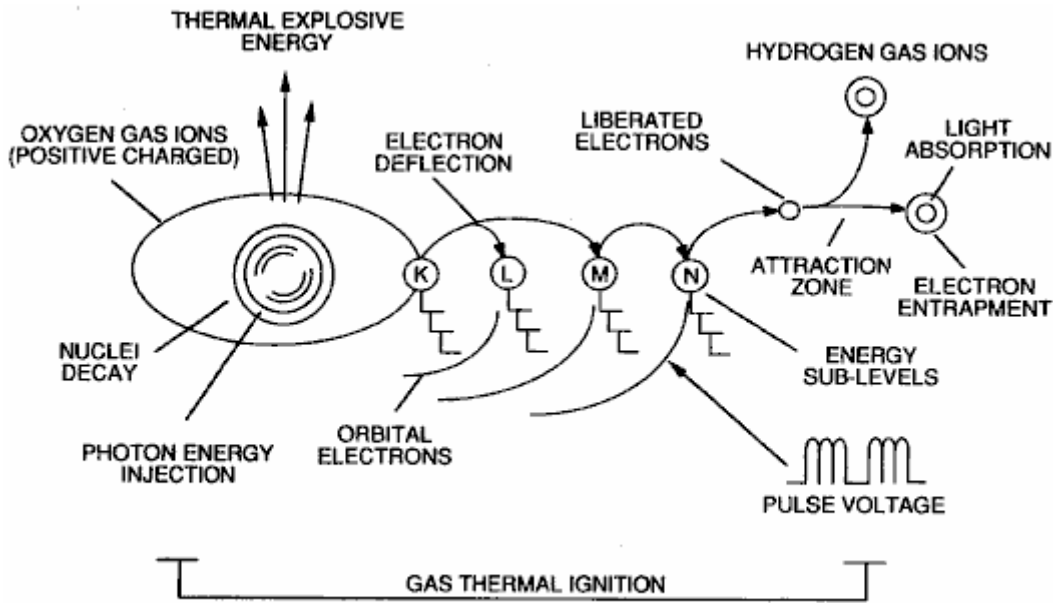 THERMAL EXPLOSIVE
ENERGY
HYDROGEN GAS IONS
OXYGEN GAS IONS
(POSITIVE CHARGED)
ELECTRON
DEFLECTION
LIBERATED
ELECTRONS
LIGHT
ABSORPTION
K
L
M
N
ATTRACTION
ZONE
ELECTRON
ENTRAPMENT
NUCLEI
DECAY
ENERGY
SUB-LEVELS
PHOTON ENERGY
INJECTION
ORBITAL
ELECTRONS
PULSE VOLTAGE
GAS THERMAL IGNITION